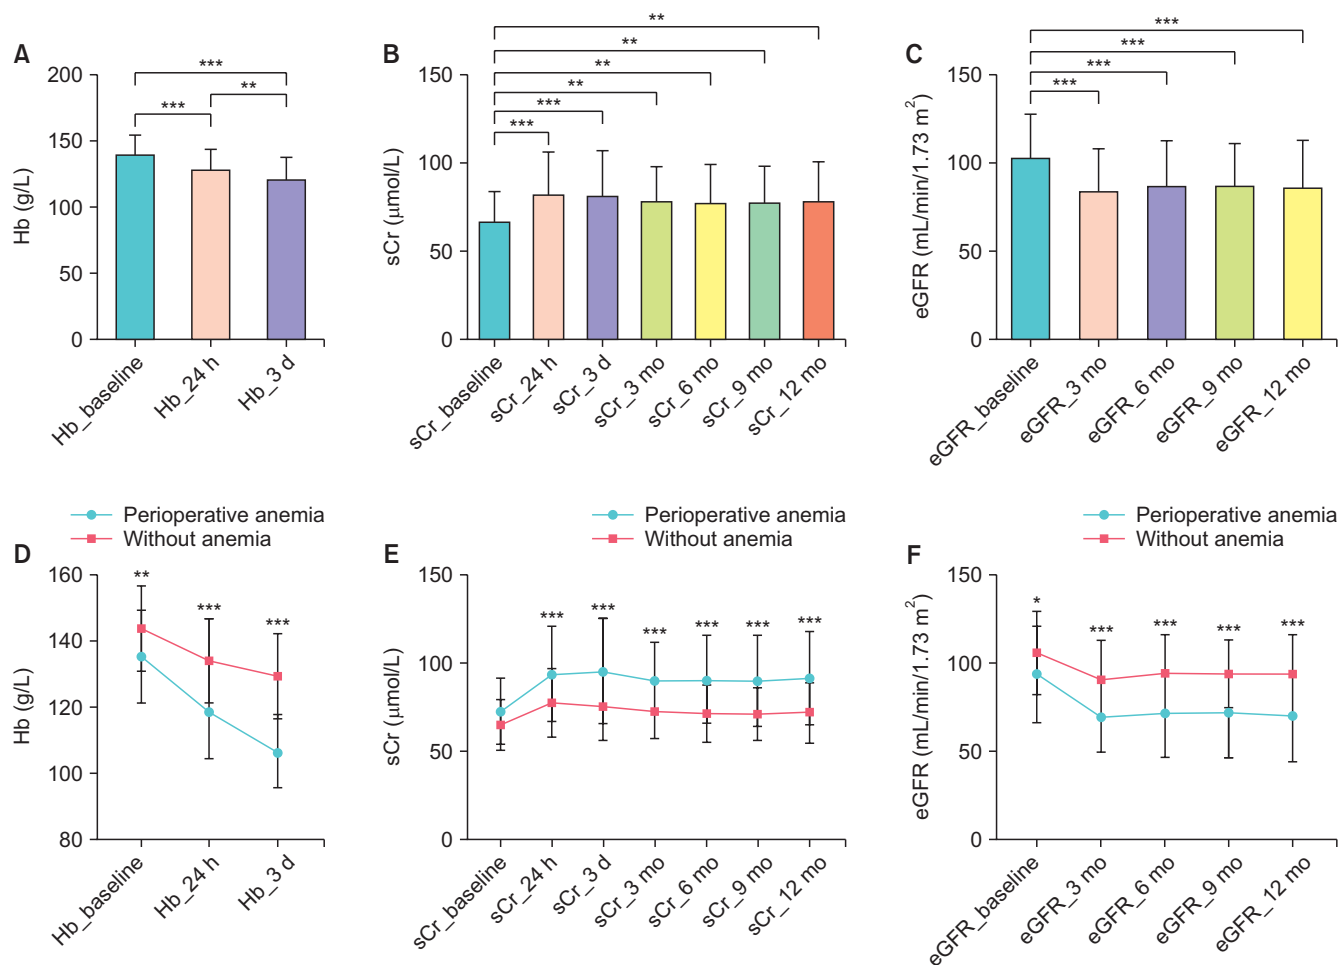 A
***
***
**
200
150
100
50
0
Hb (g/L)
Hb_baseline
Hb_24 h
Hb_3 d
B
**
**
**
**
***
***
150
100
50
0
sCr (μmol/L)
sCr_baseline
sCr_24 h
sCr_3 d
sCr_3 mo
sCr_6 mo
sCr_9 mo
sCr_12 mo
C
***
***
***
***
150
100
50
0
eGFR (mL/min/1.73 m²)
eGFR_baseline
eGFR_3 mo
eGFR_6 mo
eGFR_9 mo
eGFR_12 mo
Perioperative anemia
Without anemia
D
160
140
120
100
80
Hb (g/L)
**
***
***
Hb_baseline
Hb_24 h
Hb_3 d
Perioperative anemia
Without anemia
E
150
100
50
0
sCr (μmol/L)
***
***
***
***
***
***
sCr_baseline
sCr_24 h
sCr_3 d
sCr_3 mo
sCr_6 mo
sCr_9 mo
sCr_12 mo
Perioperative anemia
Without anemia
F
150
100
50
0
eGFR (mL/min/1.73 m²)
*
***
***
***
***
eGFR_baseline
eGFR_3 mo
eGFR_6 mo
eGFR_9 mo
eGFR_12 mo